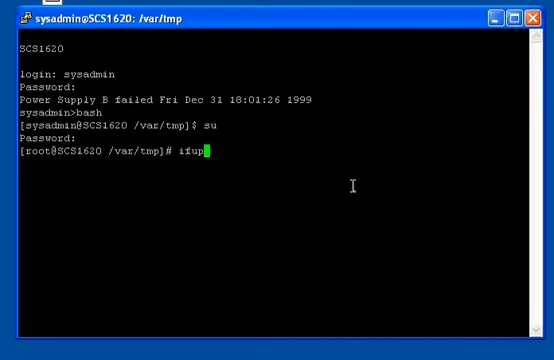 sysadmin@SCS1620: /var/tmp
SCS1620
login: sysadmin
Password:
Power Supply B failed Fri Dec 31 18:01:26 1999
sysadmin>bash
[sysadmin@SCS1620 /var/tmp]$ su
Password:
[root@SCS1620 /var/tmp]# ifup